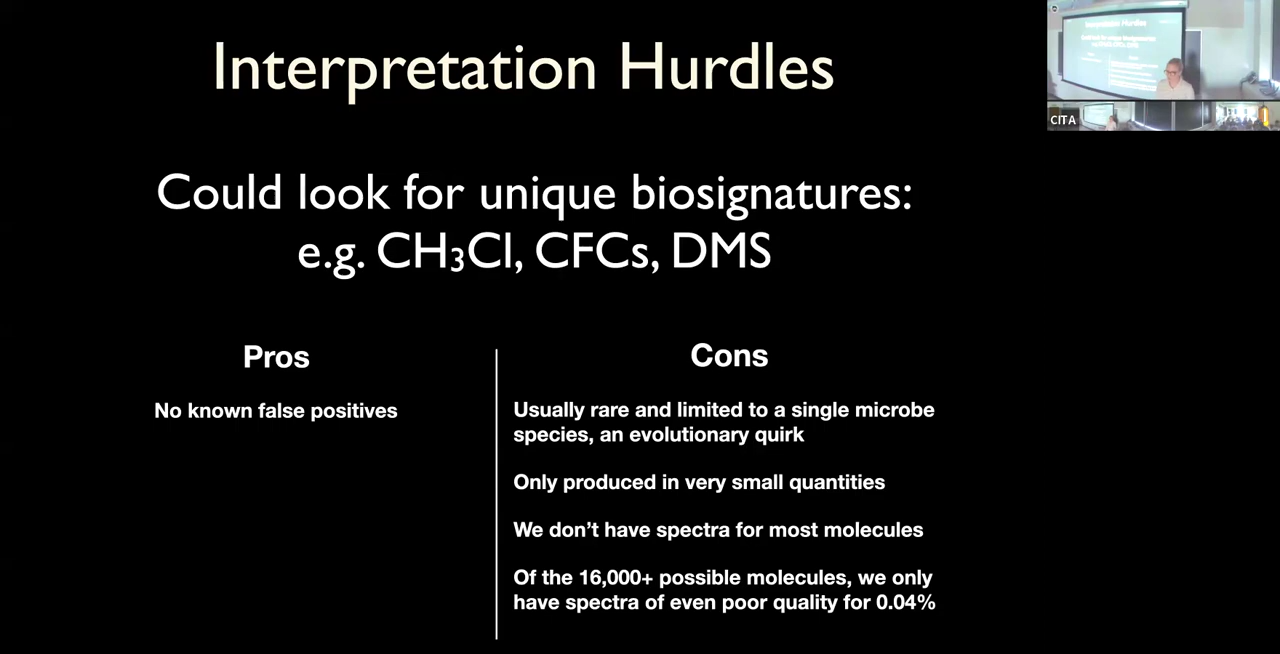 Interpretation Hurdles
Could look for unique biosignatures:
e.g. CH₃Cl, CFCs, DMS
Pros
No known false positives
Cons
Usually rare and limited to a single microbe
species, an evolutionary quirk
Only produced in very small quantities
We don’t have spectra for most molecules
Of the 16,000+ possible molecules, we only
have spectra of even poor quality for 0.04%
Interpretation Hurdles
CITA